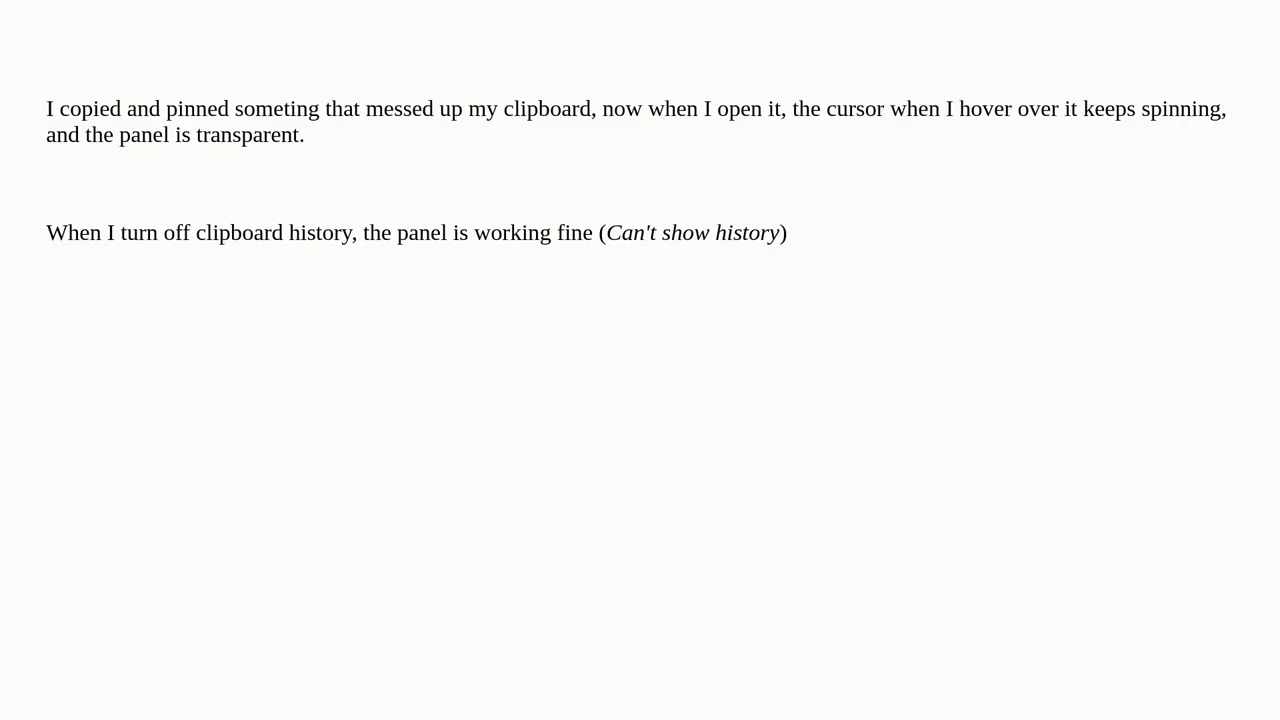 I copied and pinned someting that messed up my clipboard, now when I open it, the cursor when I hover over it keeps spinning,
and the panel is transparent.
When I turn off clipboard history, the panel is working fine (Can't show history)